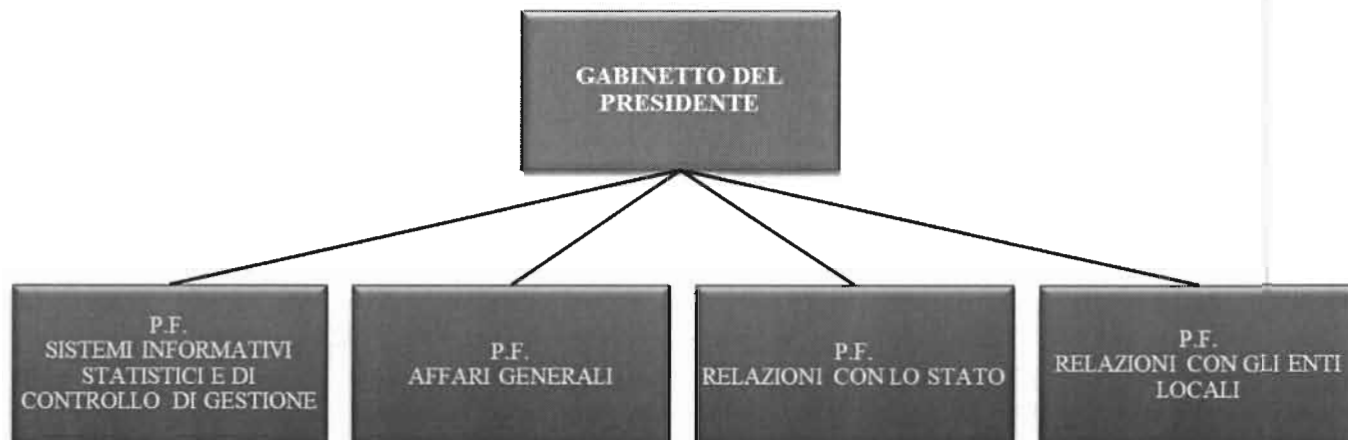 GABINETTO DEL
PRESIDENTE
P.F.
SISTEMI INFORMATIVI
STATISTICI E DI
CONTROLLO DI GESTIONE
P.F.
AFFARI GENERALI
P.F.
RELAZIONI CON LO STATO
P.F.
RELAZIONI CON GLI ENTI
LOCALI